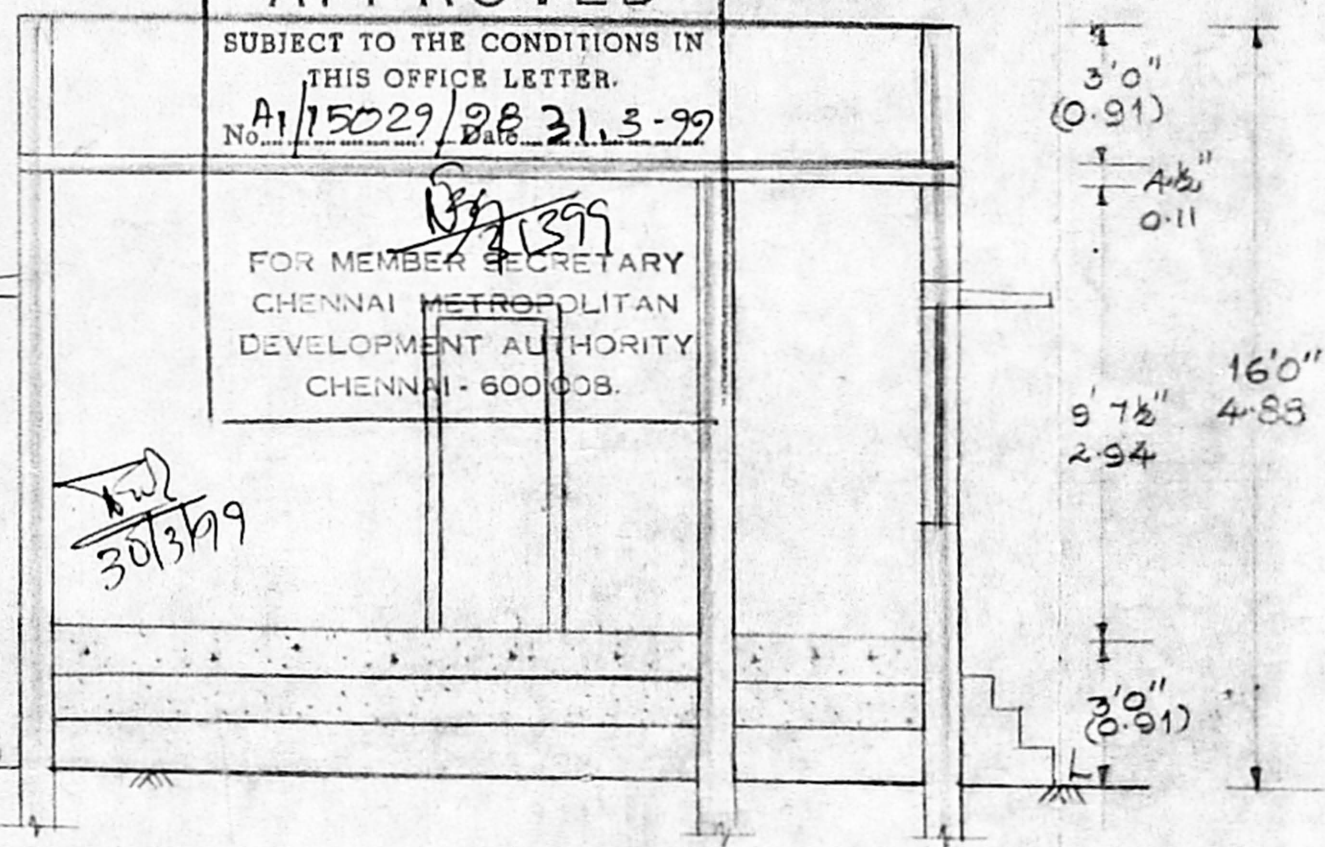 APPROVED
SUBJECT TO THE CONDITIONS IN
THIS OFFICE LETTER.
No. A1/15029/98 Date 31.3-99
31399
FOR MEMBER SECRETARY
CHENNAI METROPOLITAN
DEVELOPMENT AUTHORITY
CHENNAI - 600 008.
30/3/99
3'0"
(0.91)
4½"
0.11
9' 7½"
2.94
16'0"
4.88
3'0"
(0.91)